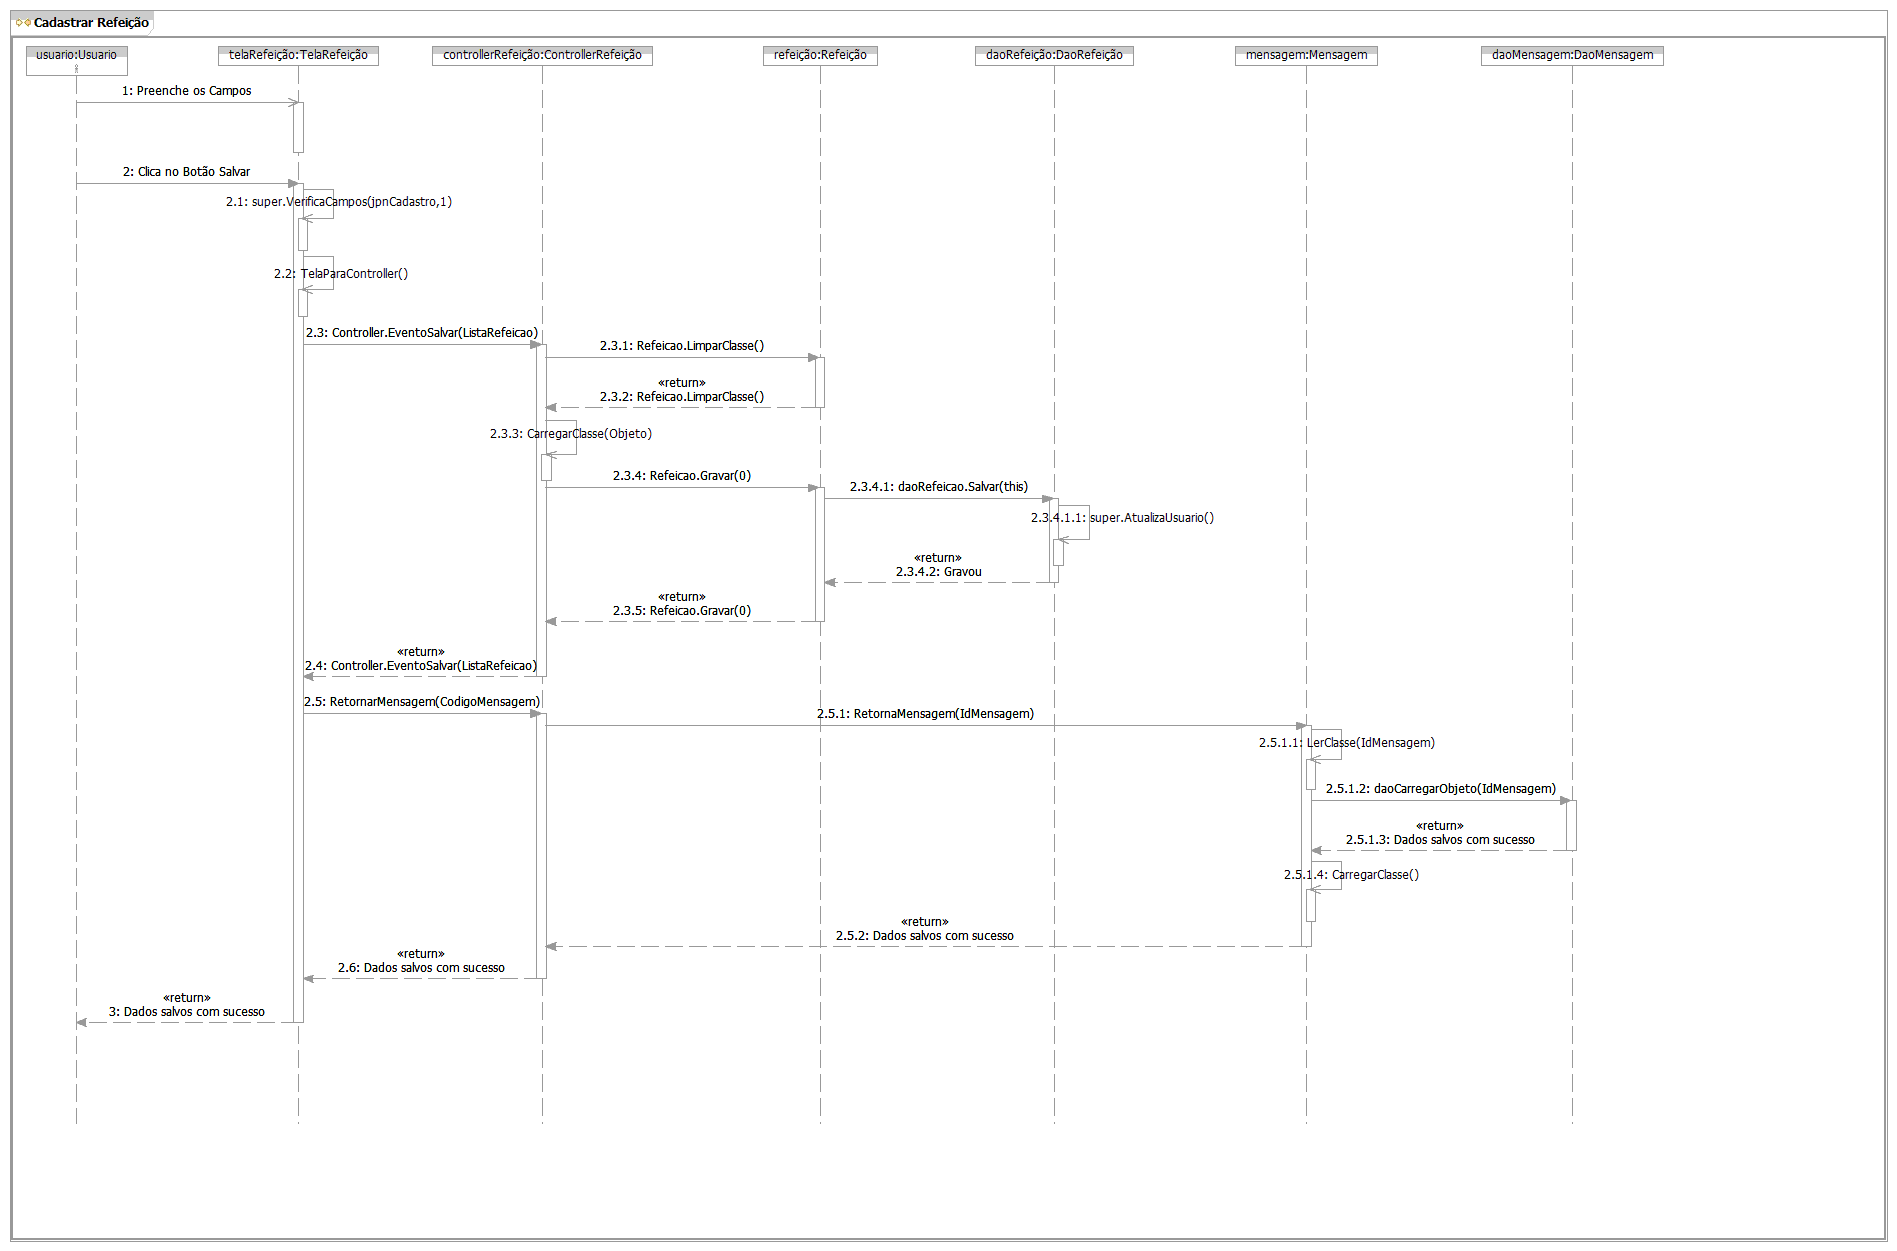 Cadastrar Refeição
usuario:Usuario
telaRefeição:TelaRefeição
controllerRefeição:ControllerRefeição
refeição:Refeição
daoRefeição:DaoRefeição
mensagem:Mensagem
daoMensagem:DaoMensagem
1: Preenche os Campos
2: Clica no Botão Salvar
2.1: super.VerificaCampos(jpnCadastro,1)
2.2: TelaParaController()
2.3: Controller.EventoSalvar(ListaRefeicao)
2.3.1: Refeicao.LimparClasse()
«return»
2.3.2: Refeicao.LimparClasse()
2.3.3: CarregarClasse(Objeto)
2.3.4: Refeicao.Gravar(0)
2.3.4.1: daoRefeicao.Salvar(this)
2.3.4.1.1: super.AtualizaUsuario()
«return»
2.3.4.2: Gravou
«return»
2.3.5: Refeicao.Gravar(0)
«return»
2.4: Controller.EventoSalvar(ListaRefeicao)
2.5: RetornarMensagem(CodigoMensagem)
2.5.1: RetornaMensagem(IdMensagem)
2.5.1.1: LerClasse(IdMensagem)
2.5.1.2: daoCarregarObjeto(IdMensagem)
«return»
2.5.1.3: Dados salvos com sucesso
2.5.1.4: CarregarClasse()
«return»
2.5.2: Dados salvos com sucesso
«return»
2.6: Dados salvos com sucesso
«return»
3: Dados salvos com sucesso